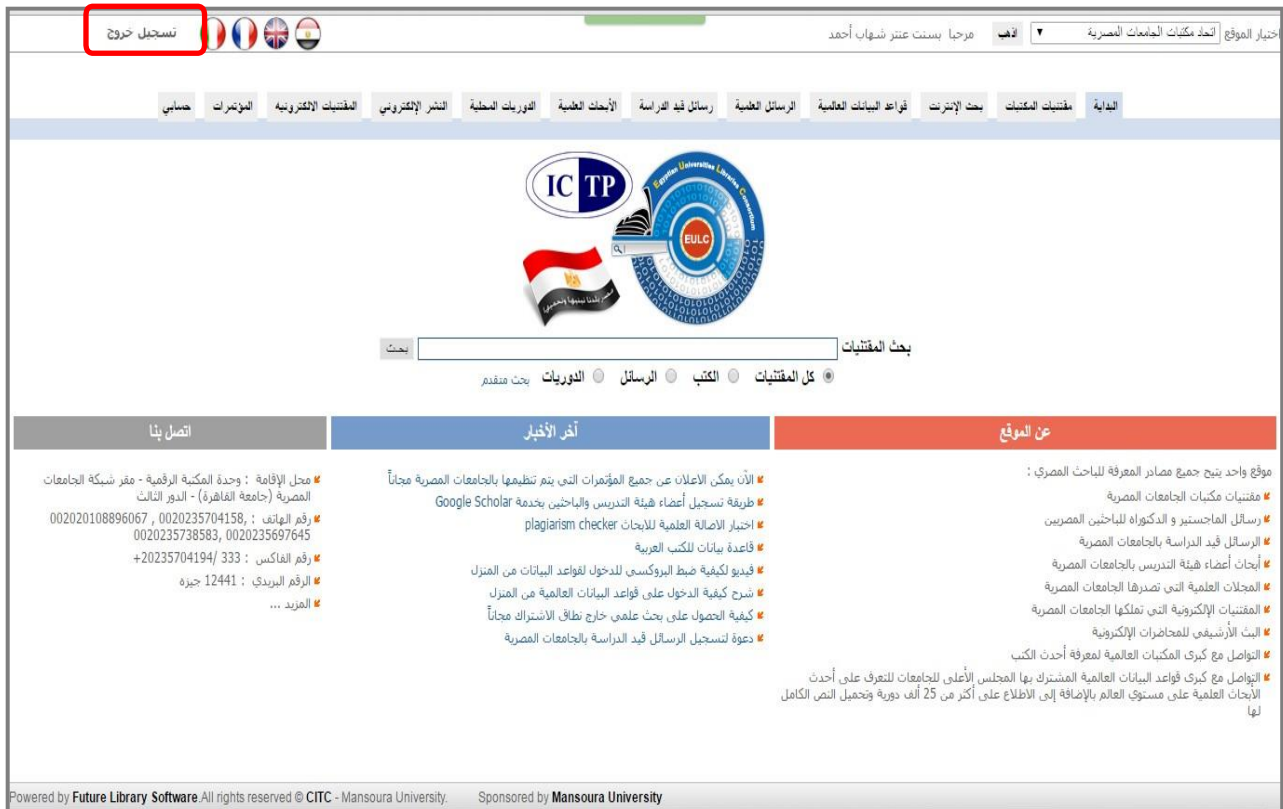 اختيار الموقع اتحاد مكتبات الجامعات المصرية اذهب مرحبا بسنت عنتر شهاب أحمد تسجيل خروج
البداية مقتنيات المكتبات بحث الإنترنت قواعد البيانات العالمية الرسائل العلمية رسائل قيد الدراسة الأبحاث العلمية الدوريات المحلية النشر الإلكتروني المقتنيات الالكترونيه المؤتمرات حسابي
IC TP
Egyptian Universities Libraries Consortium
EULC
بحث المقتنيات بحث
كل المقتنيات الكتب الرسائل الدوريات بحث متقدم
عن الموقع
موقع واحد يتيح جميع مصادر المعرفة للباحث المصري :
مقتنيات مكتبات الجامعات المصرية
رسائل الماجستير و الدكتوراه للباحثين المصريين
الرسائل قيد الدراسة بالجامعات المصرية
أبحاث أعضاء هيئة التدريس بالجامعات المصرية
المجلات العلمية التي تصدرها الجامعات المصرية
المقتنيات الإلكترونية التي تملكها الجامعات المصرية
البث الأرشيفي للمحاضرات الإلكترونية
التواصل مع كبرى المكتبات العالمية لمعرفة أحدث الكتب
التواصل مع كبرى قواعد البيانات العالمية المشترك بها المجلس الأعلى للجامعات للتعرف على أحدث
الأبحاث العلمية على مستوي العالم بالإضافة إلى الاطلاع على أكثر من 25 ألف دورية وتحميل النص الكامل
لها
آخر الأخبار
الآن يمكن الاعلان عن جميع المؤتمرات التي يتم تنظيمها بالجامعات المصرية مجاناً
طريقة تسجيل أعضاء هيئة التدريس والباحثين بخدمة Google Scholar
اختبار الاصالة العلمية للابحاث plagiarism checker
قاعدة بيانات للكتب العربية
فيديو لكيفية ضبط البروكسي للدخول لقواعد البيانات من المنزل
شرح كيفية الدخول على قواعد البيانات العالمية من المنزل
كيفية الحصول على بحث علمي خارج نطاق الاشتراك مجاناً
دعوة لتسجيل الرسائل قيد الدراسة بالجامعات المصرية
اتصل بنا
محل الإقامة : وحدة المكتبة الرقمية - مقر شبكة الجامعات
المصرية (جامعة القاهرة) - الدور الثالث
رقم الهاتف : 0020235704158, , 002020108896067
0020235738583, 0020235697645
رقم الفاكس : 333 /20235704194+
الرقم البريدي : 12441 جيزه
المزيد ...
Powered by Future Library Software.All rights reserved © CITC - Mansoura University. Sponsored by Mansoura University